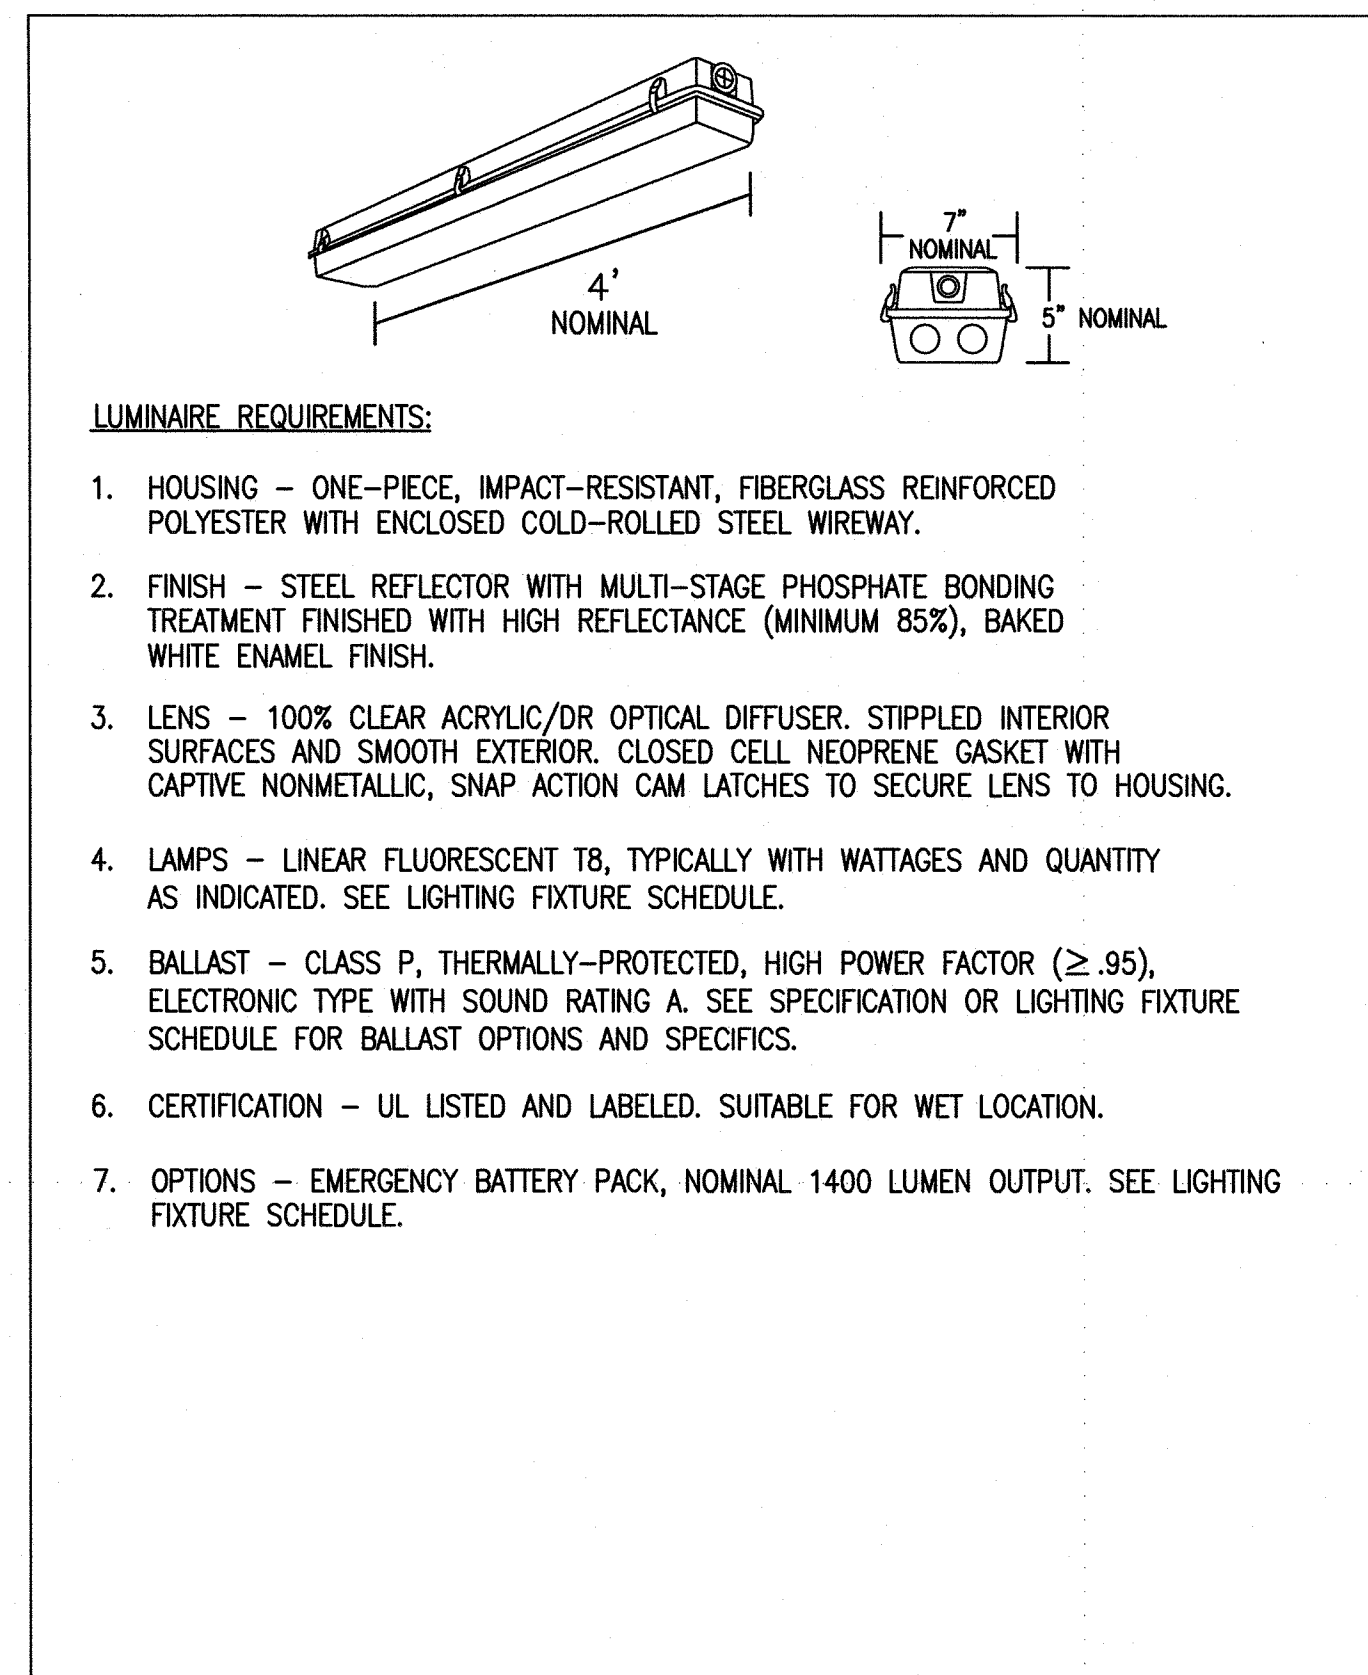 4'
NOMINAL
7"
NOMINAL
5" NOMINAL
LUMINAIRE REQUIREMENTS:
1. HOUSING – ONE–PIECE, IMPACT–RESISTANT, FIBERGLASS REINFORCED
POLYESTER WITH ENCLOSED COLD–ROLLED STEEL WIREWAY.
2. FINISH – STEEL REFLECTOR WITH MULTI–STAGE PHOSPHATE BONDING
TREATMENT FINISHED WITH HIGH REFLECTANCE (MINIMUM 85%), BAKED
WHITE ENAMEL FINISH.
3. LENS – 100% CLEAR ACRYLIC/DR OPTICAL DIFFUSER. STIPPLED INTERIOR
SURFACES AND SMOOTH EXTERIOR. CLOSED CELL NEOPRENE GASKET WITH
CAPTIVE NONMETALLIC, SNAP ACTION CAM LATCHES TO SECURE LENS TO HOUSING.
4. LAMPS – LINEAR FLUORESCENT T8, TYPICALLY WITH WATTAGES AND QUANTITY
AS INDICATED. SEE LIGHTING FIXTURE SCHEDULE.
5. BALLAST – CLASS P, THERMALLY–PROTECTED, HIGH POWER FACTOR (≥ .95),
ELECTRONIC TYPE WITH SOUND RATING A. SEE SPECIFICATION OR LIGHTING FIXTURE
SCHEDULE FOR BALLAST OPTIONS AND SPECIFICS.
6. CERTIFICATION – UL LISTED AND LABELED. SUITABLE FOR WET LOCATION.
7. OPTIONS – EMERGENCY BATTERY PACK, NOMINAL 1400 LUMEN OUTPUT. SEE LIGHTING
FIXTURE SCHEDULE.